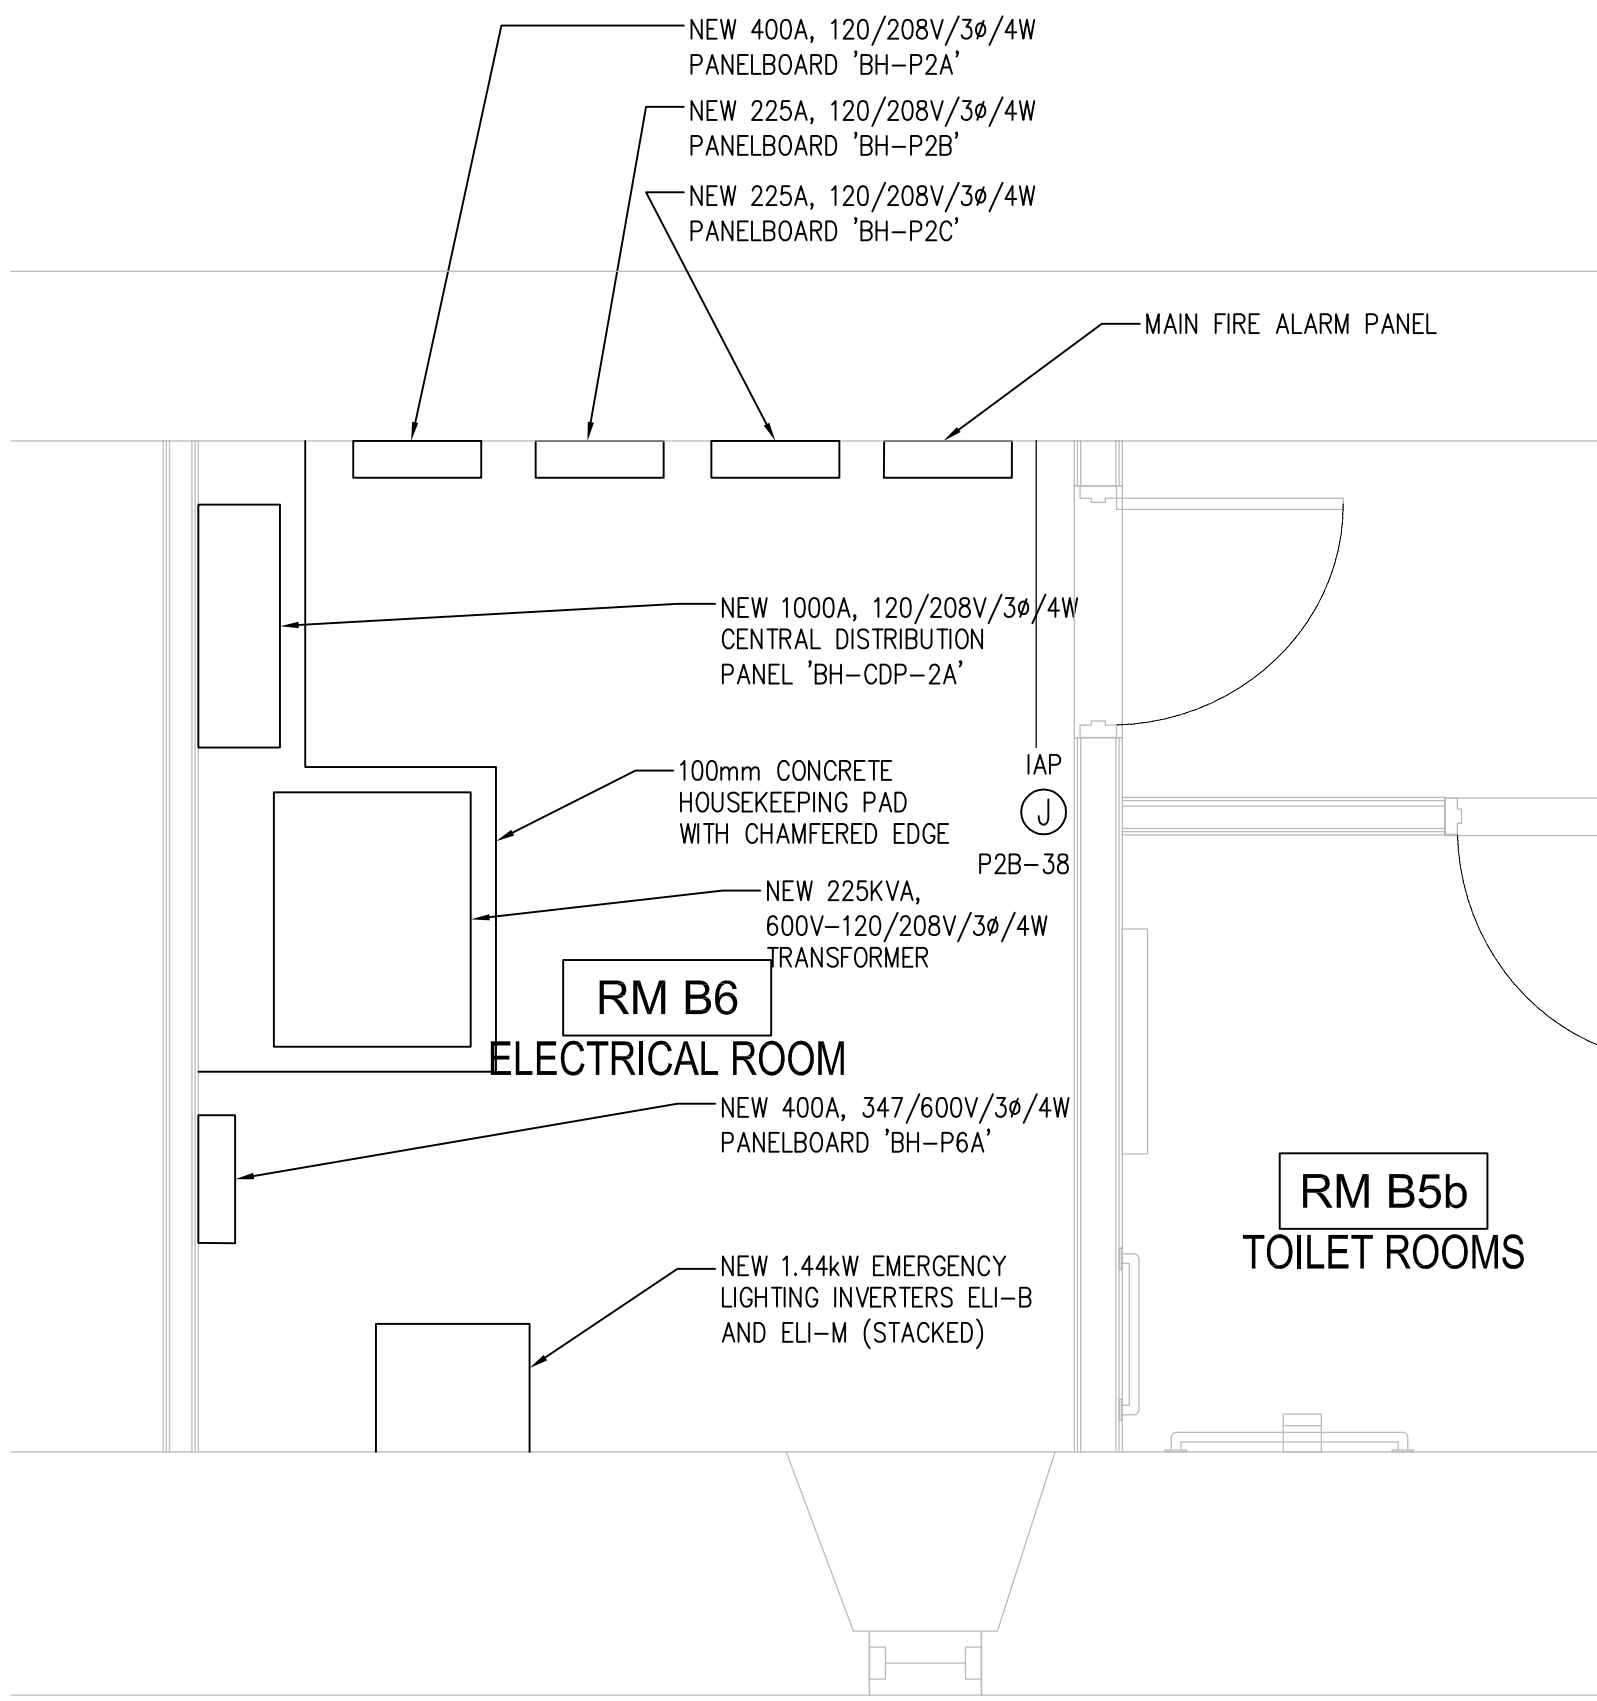 NEW 400A, 120/208V/3ø/4W
PANELBOARD 'BH-P2A'
NEW 225A, 120/208V/3ø/4W
PANELBOARD 'BH-P2B'
NEW 225A, 120/208V/3ø/4W
PANELBOARD 'BH-P2C'
MAIN FIRE ALARM PANEL
NEW 1000A, 120/208V/3ø/4W
CENTRAL DISTRIBUTION
PANEL 'BH-CDP-2A'
100mm CONCRETE
HOUSEKEEPING PAD
WITH CHAMFERED EDGE
IAP
J
P2B-38
NEW 225KVA,
600V-120/208V/3ø/4W
TRANSFORMER
RM B6
ELECTRICAL ROOM
NEW 400A, 347/600V/3ø/4W
PANELBOARD 'BH-P6A'
RM B5b
TOILET ROOMS
NEW 1.44kW EMERGENCY
LIGHTING INVERTERS ELI-B
AND ELI-M (STACKED)